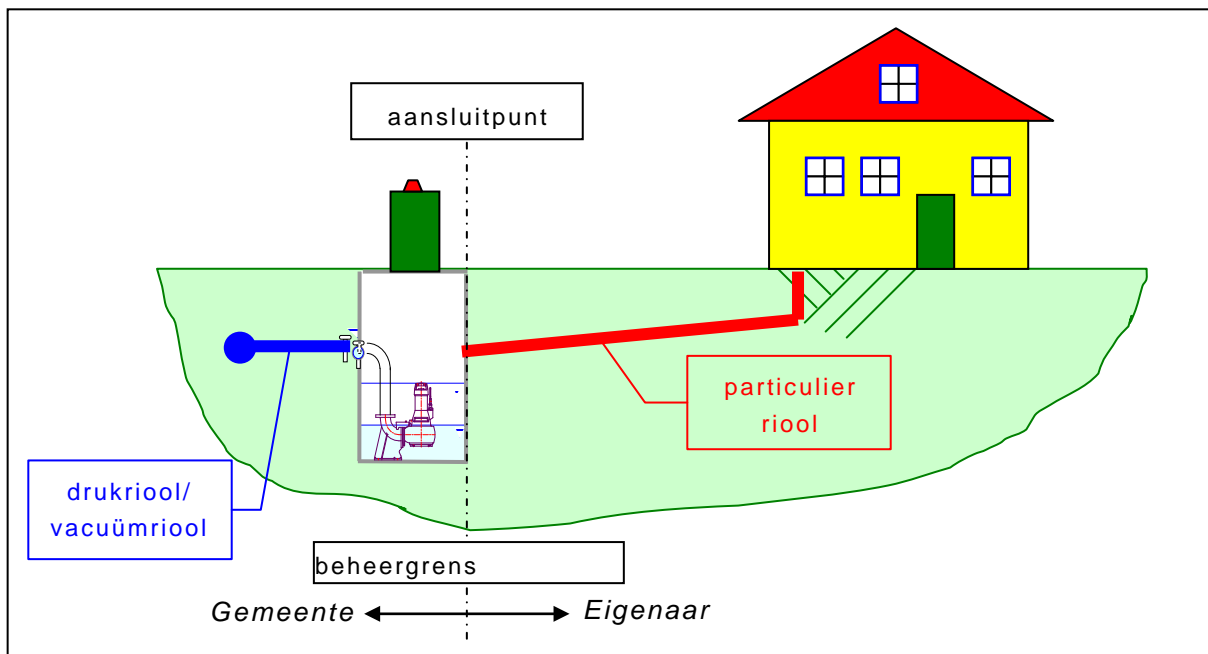 aansluitpunt
particulier
riool
drukriool/
vacuümriool
beheergrens
Gemeente Eigenaar